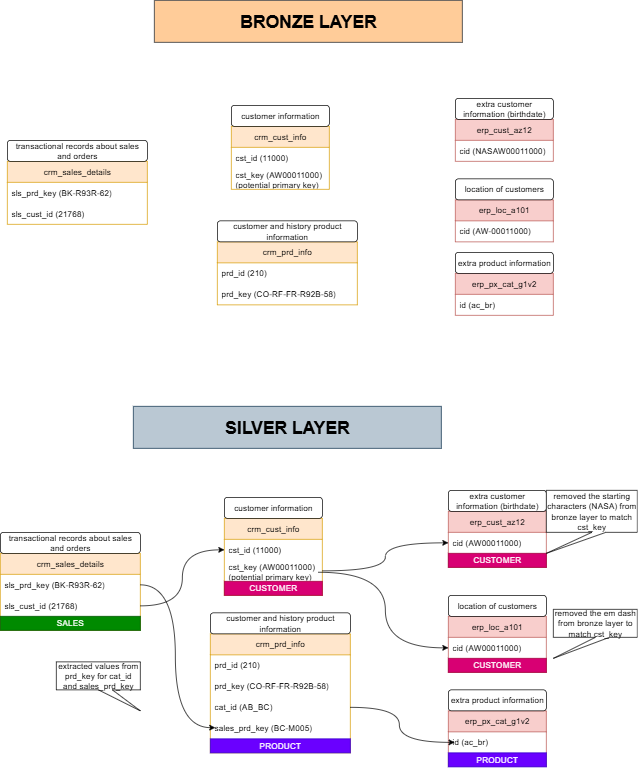 BRONZE LAYER
transactional records about sales
and orders
crm_sales_details
sls_prd_key (BK-R93R-62)
sls_cust_id (21768)
customer information
crm_cust_info
cst_id (11000)
cst_key (AW00011000)
(potential primary key)
customer and history product
information
crm_prd_info
prd_id (210)
prd_key (CO-RF-FR-R92B-58)
extra customer
information (birthdate)
erp_cust_az12
cid (NASAW00011000)
location of customers
erp_loc_a101
cid (AW-00011000)
extra product information
erp_px_cat_g1v2
id (ac_br)
SILVER LAYER
transactional records about sales
and orders
crm_sales_details
sls_prd_key (BK-R93R-62)
sls_cust_id (21768)
SALES
extracted values from
prd_key for cat_id
and sales_prd_key
customer information
crm_cust_info
cst_id (11000)
cst_key (AW00011000)
(potential primary key)
CUSTOMER
customer and history product
information
crm_prd_info
prd_id (210)
prd_key (CO-RF-FR-R92B-58)
cat_id (AB_BC)
sales_prd_key (BC-M005)
PRODUCT
extra customer
information (birthdate)
erp_cust_az12
cid (AW00011000)
CUSTOMER
removed the starting
characters (NASA) from
bronze layer to match
cst_key
location of customers
erp_loc_a101
cid (AW00011000)
CUSTOMER
removed the em dash
from bronze layer to
match cst_key
extra product information
erp_px_cat_g1v2
id (ac_br)
PRODUCT